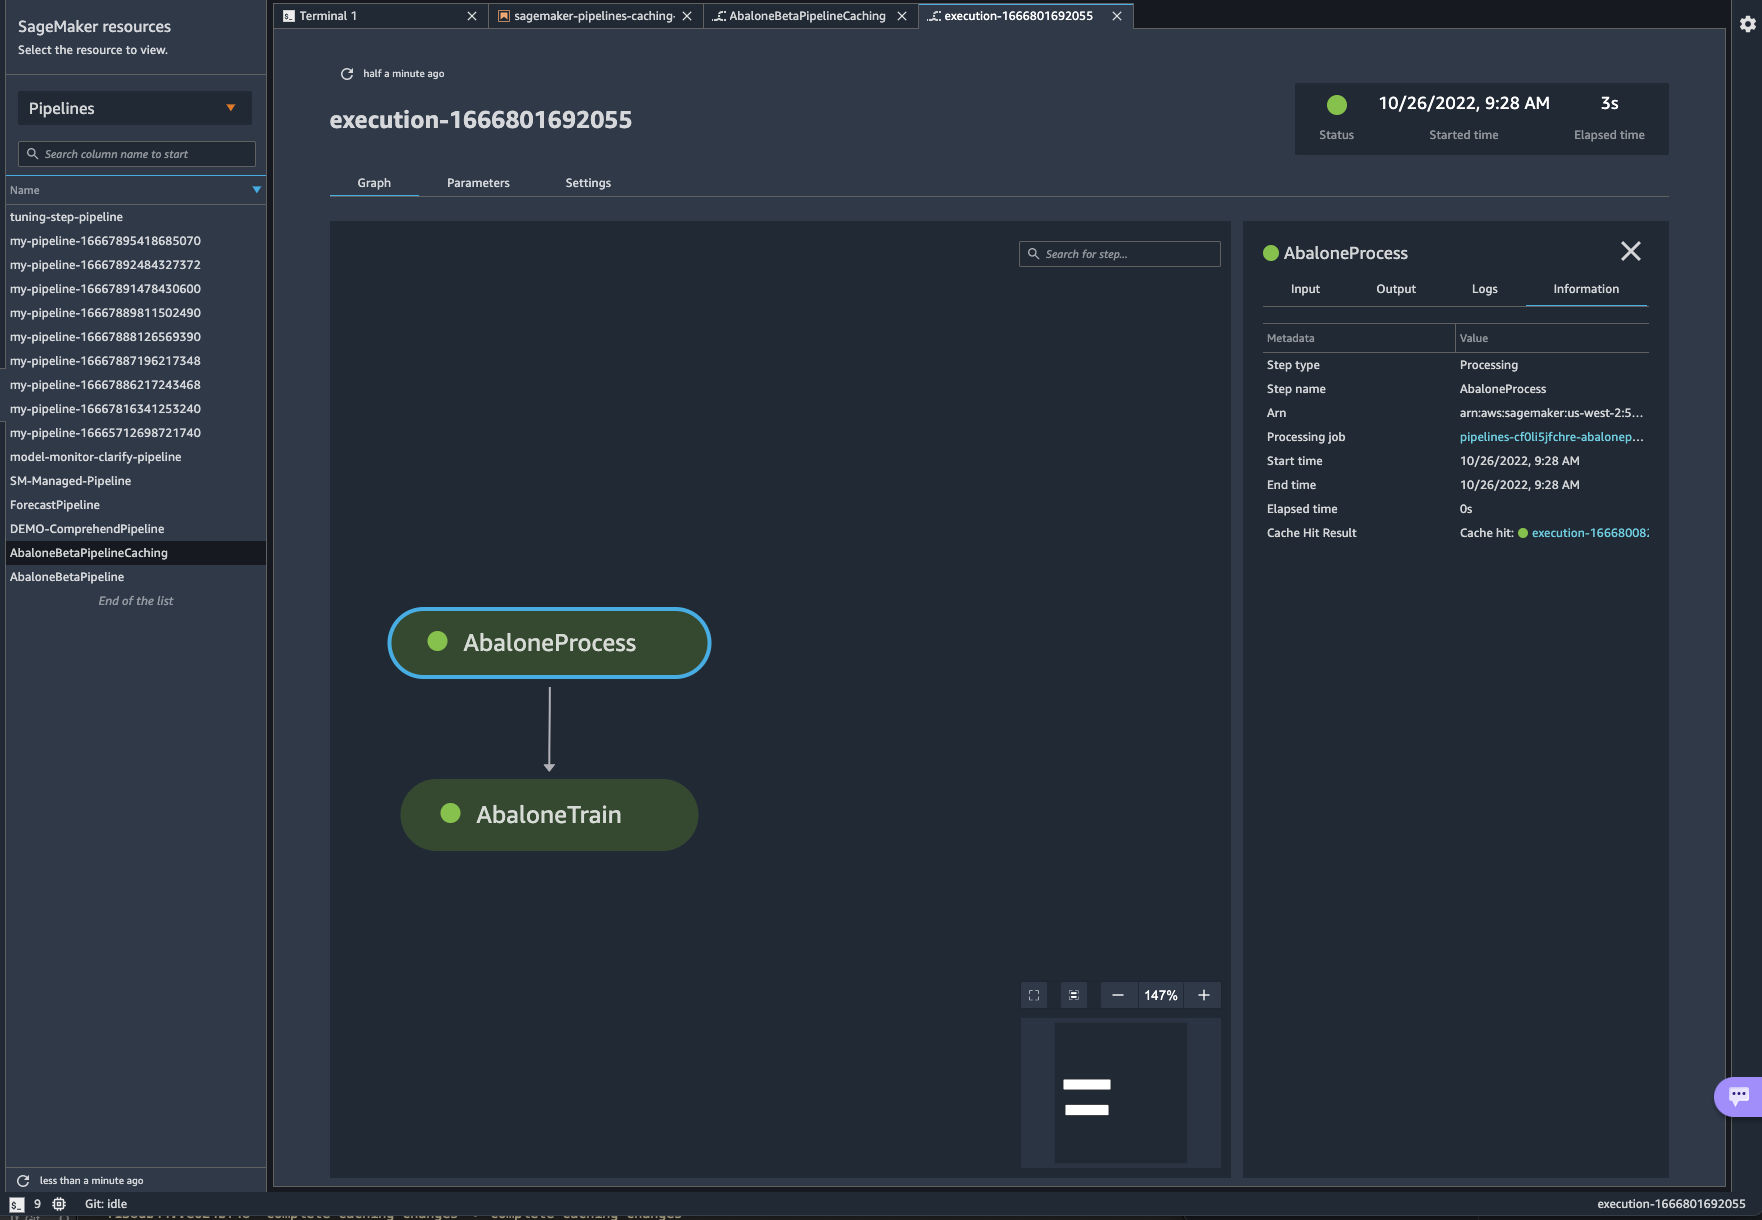 SageMaker resources
Select the resource to view.
Pipelines
Search column name to start
Name
tuning-step-pipeline
my-pipeline-16667895418685070
my-pipeline-16667892484327372
my-pipeline-16667891478430600
my-pipeline-16667889811502490
my-pipeline-16667888126569390
my-pipeline-16667887196217348
my-pipeline-16667886217243468
my-pipeline-16667816341253240
my-pipeline-16665712698721740
model-monitor-clarify-pipeline
SM-Managed-Pipeline
ForecastPipeline
DEMO-ComprehendPipeline
AbaloneBetaPipelineCaching
AbaloneBetaPipeline
End of the list
less than a minute ago
Terminal 1
sagemaker-pipelines-caching-
AbaloneBetaPipelineCaching
execution-1666801692055
half a minute ago
execution-1666801692055
10/26/2022, 9:28 AM 3s
Status Started time Elapsed time
Graph Parameters Settings
Search for step...
AbaloneProcess
AbaloneTrain
147%
AbaloneProcess
Input Output Logs Information
Metadata Value
Step type Processing
Step name AbaloneProcess
Arn arn:aws:sagemaker:us-west-2:5...
Processing job pipelines-cf0li5jfchre-abalonep...
Start time 10/26/2022, 9:28 AM
End time 10/26/2022, 9:28 AM
Elapsed time 0s
Cache Hit Result Cache hit: execution-166680082
9 Git: idle
execution-1666801692055